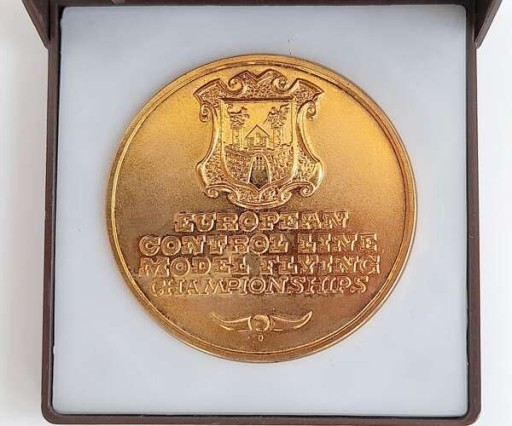 EUROPEAN
CONTROL LINE
MODEL FLYING
CHAMPIONSHIPS